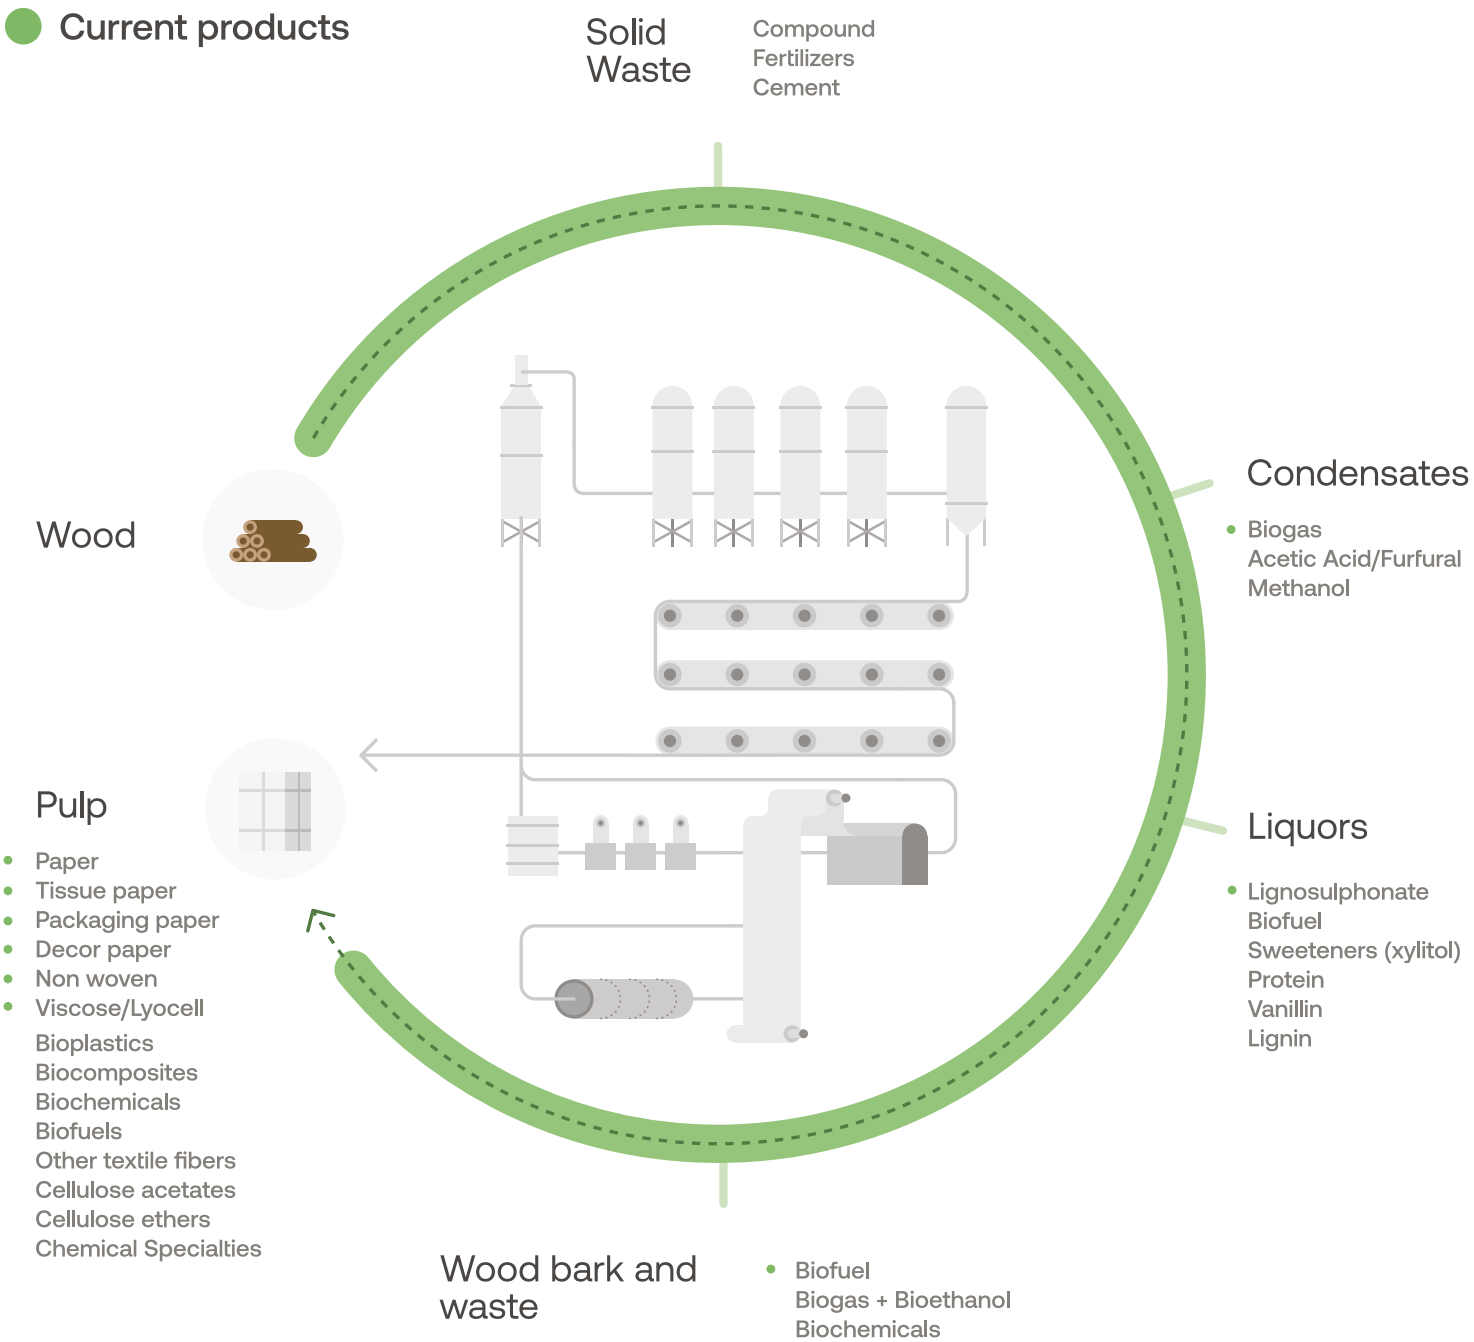 Current products
Solid
Waste
Compound
Fertilizers
Cement
Condensates
Biogas
Acetic Acid/Furfural
Methanol
Wood
Liquors
Lignosulphonate
Biofuel
Sweeteners (xylitol)
Protein
Vanillin
Lignin
Pulp
Paper
Tissue paper
Packaging paper
Decor paper
Non woven
Viscose/Lyocell
Bioplastics
Biocomposites
Biochemicals
Biofuels
Other textile fibers
Cellulose acetates
Cellulose ethers
Chemical Specialties
Wood bark and
waste
Biofuel
Biogas + Bioethanol
Biochemicals